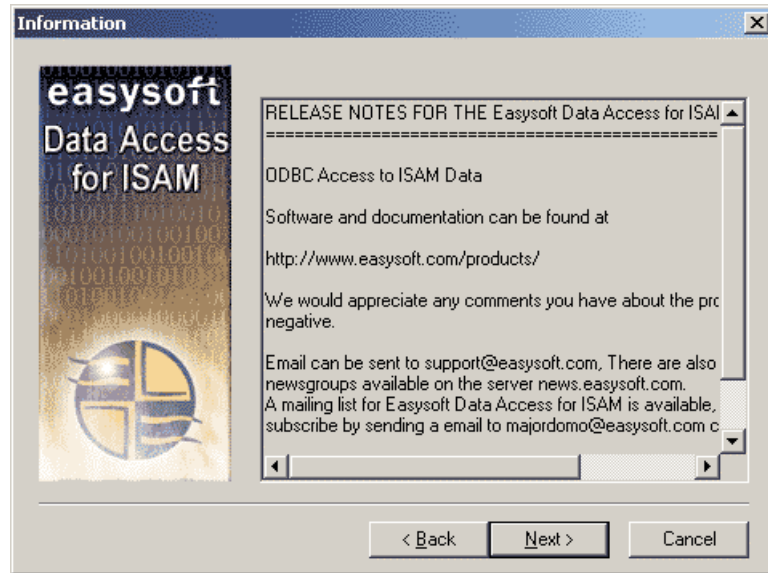 Information
easysoft
Data Access
for ISAM
RELEASE NOTES FOR THE Easysoft Data Access for ISA
================================================
ODBC Access to ISAM Data
Software and documentation can be found at
http://www.easysoft.com/products/
We would appreciate any comments you have about the
negative.
Email can be sent to support@easysoft.com, There are also
newsgroups available on the server news.easysoft.com.
A mailing list for Easysoft Data Access for ISAM is available,
subscribe by sending a email to majordomo@easysoft.com
< Back
Next >
Cancel